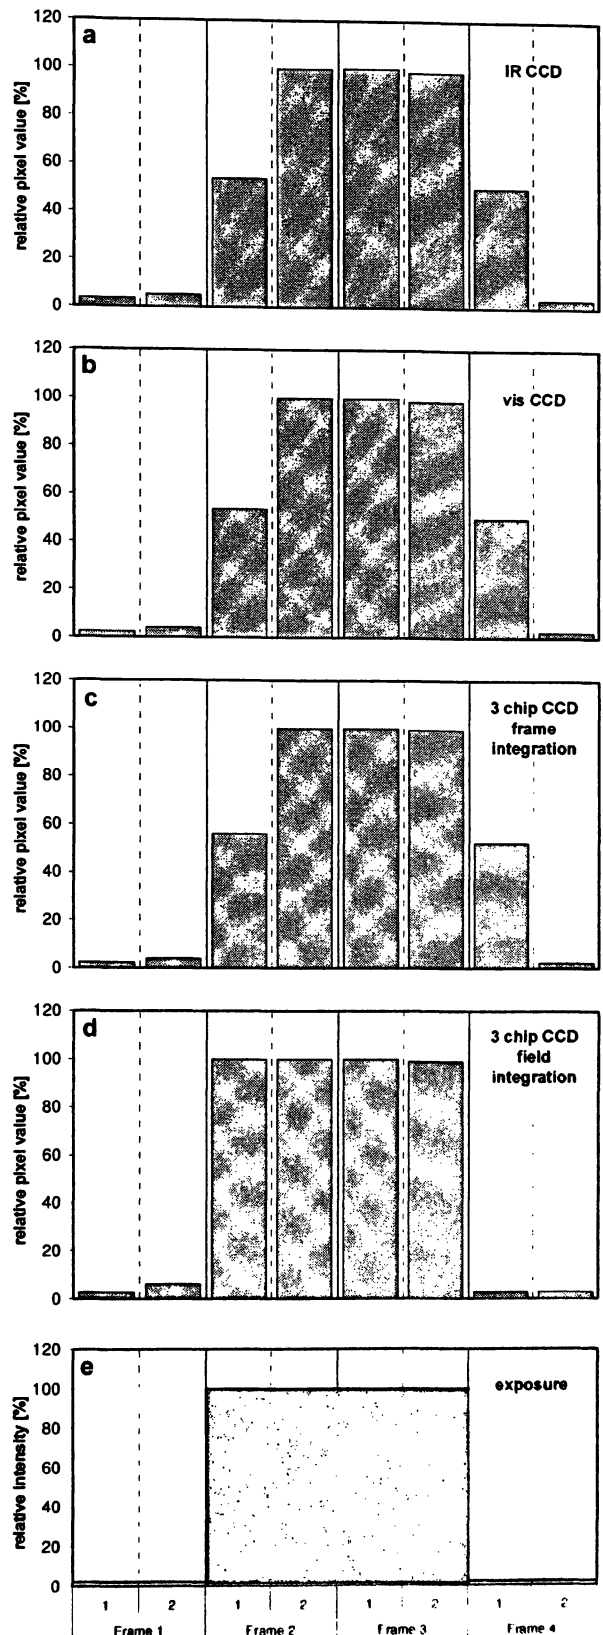 120
a
IR CCD
100
80
60
40
20
0
relative pixel value [%]
120
b
vis CCD
100
80
60
40
20
0
relative pixel value [%]
120
c
3 chip CCD
frame
integration
100
80
60
40
20
0
relative pixel value [%]
120
d
3 chip CCD
field
integration
100
80
60
40
20
0
relative pixel value [%]
120
e
exposure
100
80
60
40
20
0
relative intensity [%]
1 2 1 2 1 2 1 2
Frame 1 Frame 2 Frame 3 Frame 4